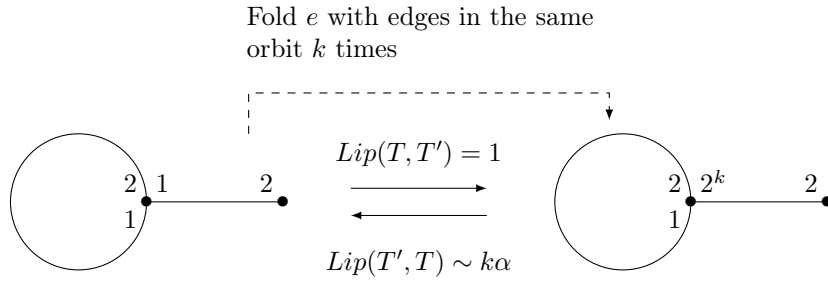 Fold e with edges in the same
orbit k times
Lip(T, T′) = 1
2 1 2
1
2 2^k 2
1
Lip(T′, T) ∼ kα